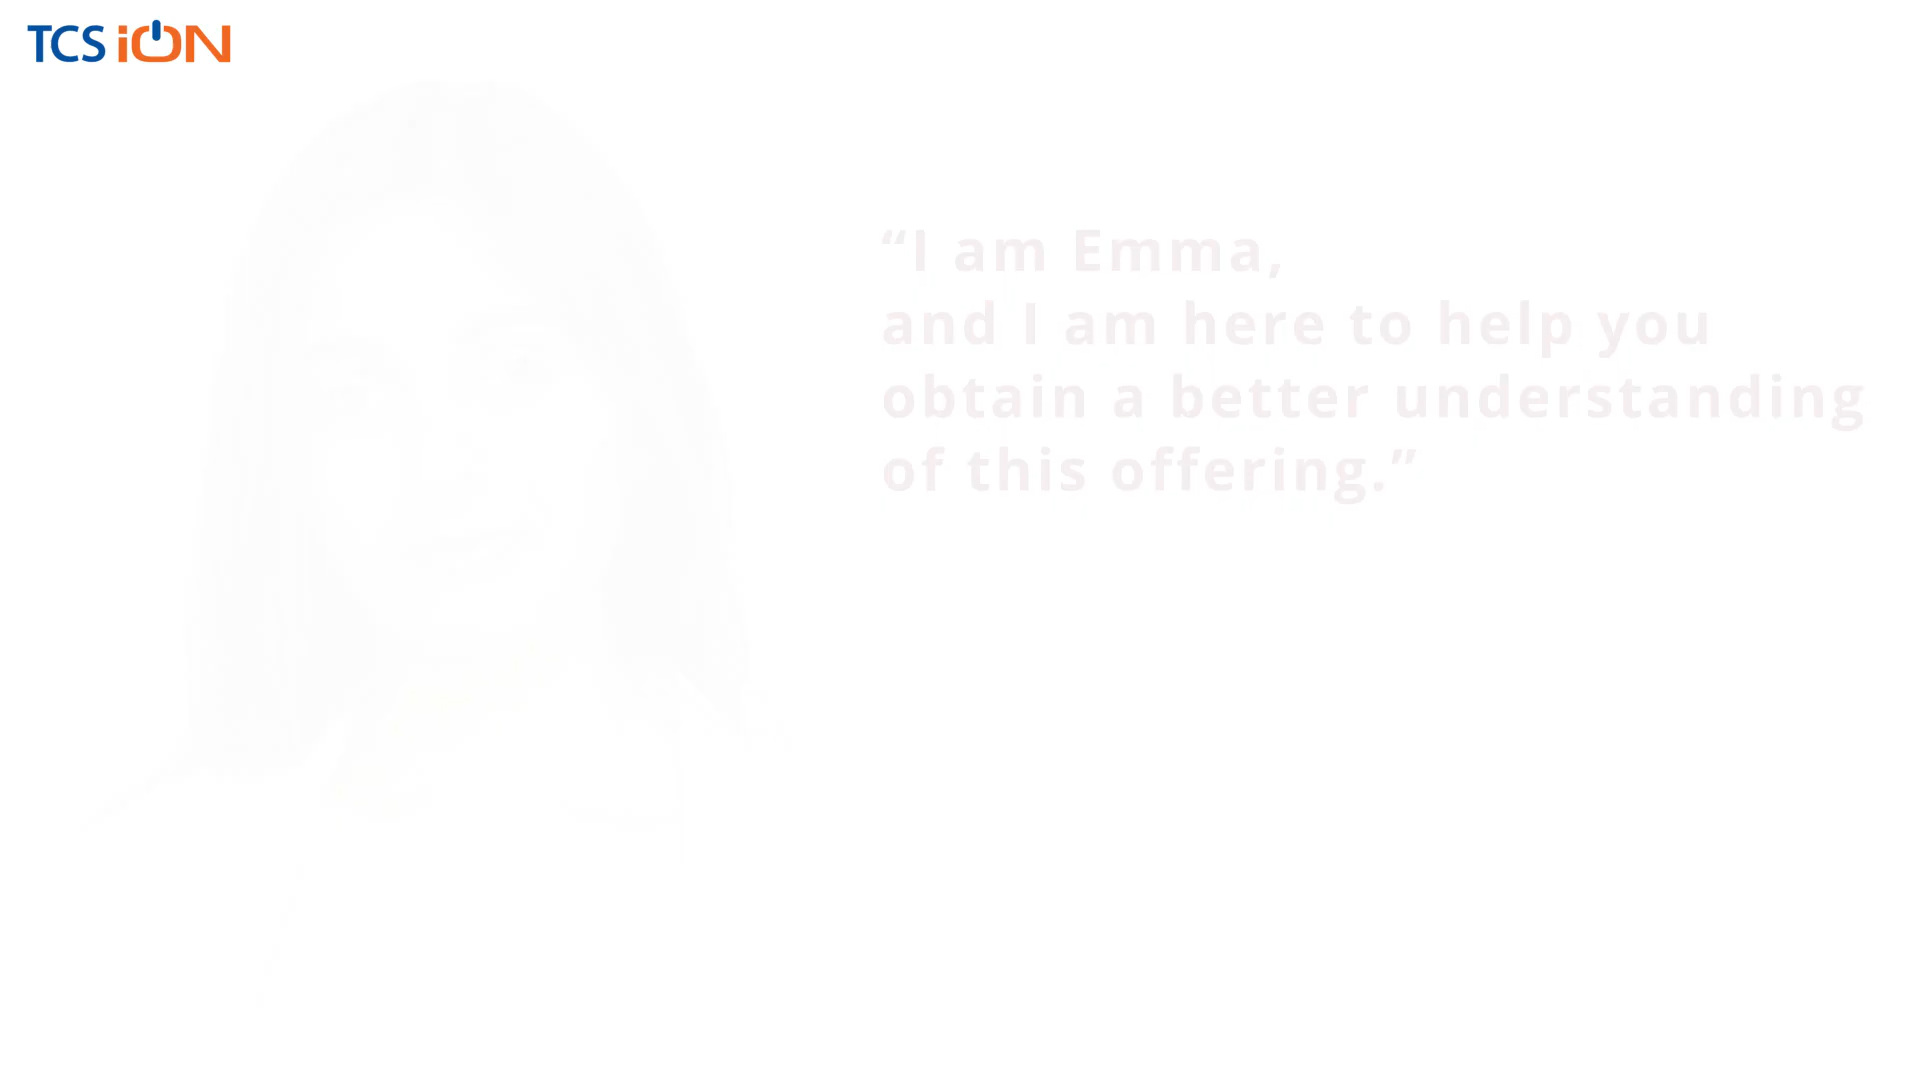 TCS iON
“I am Emma,
and I am here to help you
obtain a better understanding
of this offering.”